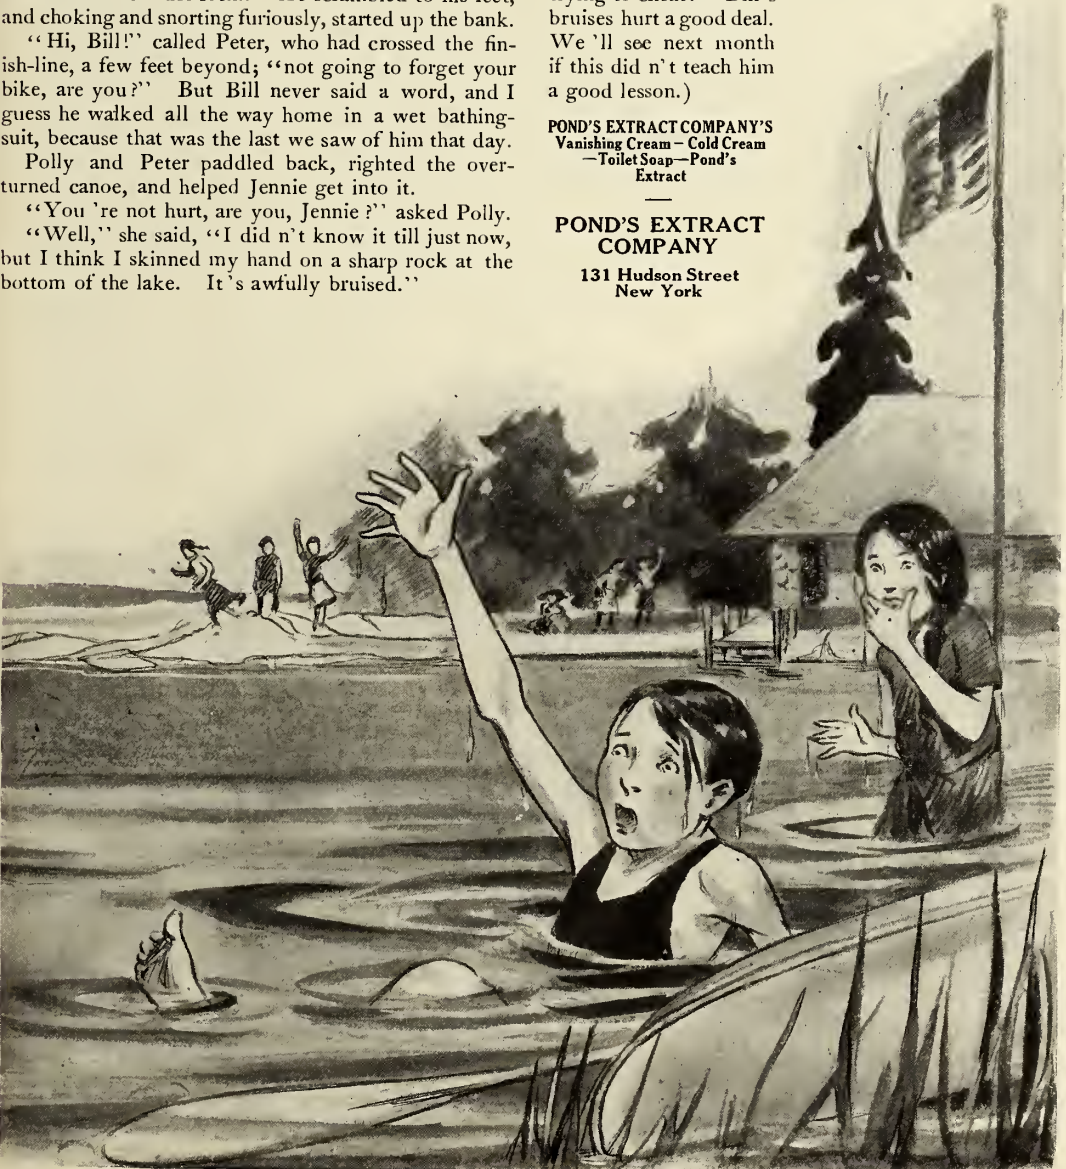 and choking and snorting furiously, started up the bank.
“Hi, Bill!” called Peter, who had crossed the fin-
ish-line, a few feet beyond; “not going to forget your
bike, are you?” But Bill never said a word, and I
guess he walked all the way home in a wet bathing-
suit, because that was the last we saw of him that day.
Polly and Peter paddled back, righted the over-
turned canoe, and helped Jennie get into it.
“You 're not hurt, are you, Jennie?” asked Polly.
“Well,” she said, “I did n't know it till just now,
but I think I skinned my hand on a sharp rock at the
bottom of the lake. It's awfully bruised.”
bruises hurt a good deal.
We 'll see next month
if this did n't teach him
a good lesson.)
POND'S EXTRACT COMPANY'S
Vanishing Cream – Cold Cream
—Toilet Soap—Pond's
Extract
POND'S EXTRACT
COMPANY
131 Hudson Street
New York